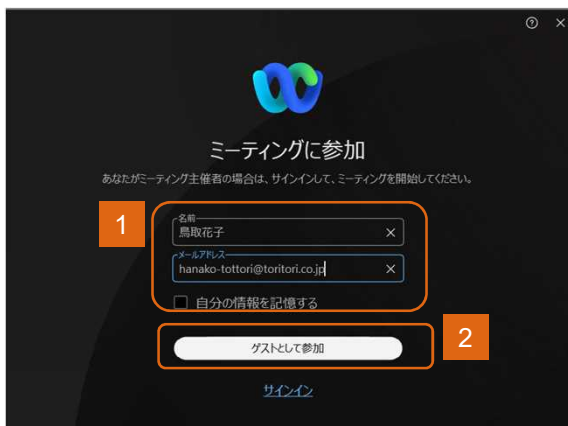 ミーティングに参加
あなたがミーティング主催者の場合は、サインインして、ミーティングを開始してください。
1
名前
鳥取花子
メールアドレス
hanako-tottori@toritori.co.jp
自分の情報を記憶する
ゲストとして参加
2
サインイン